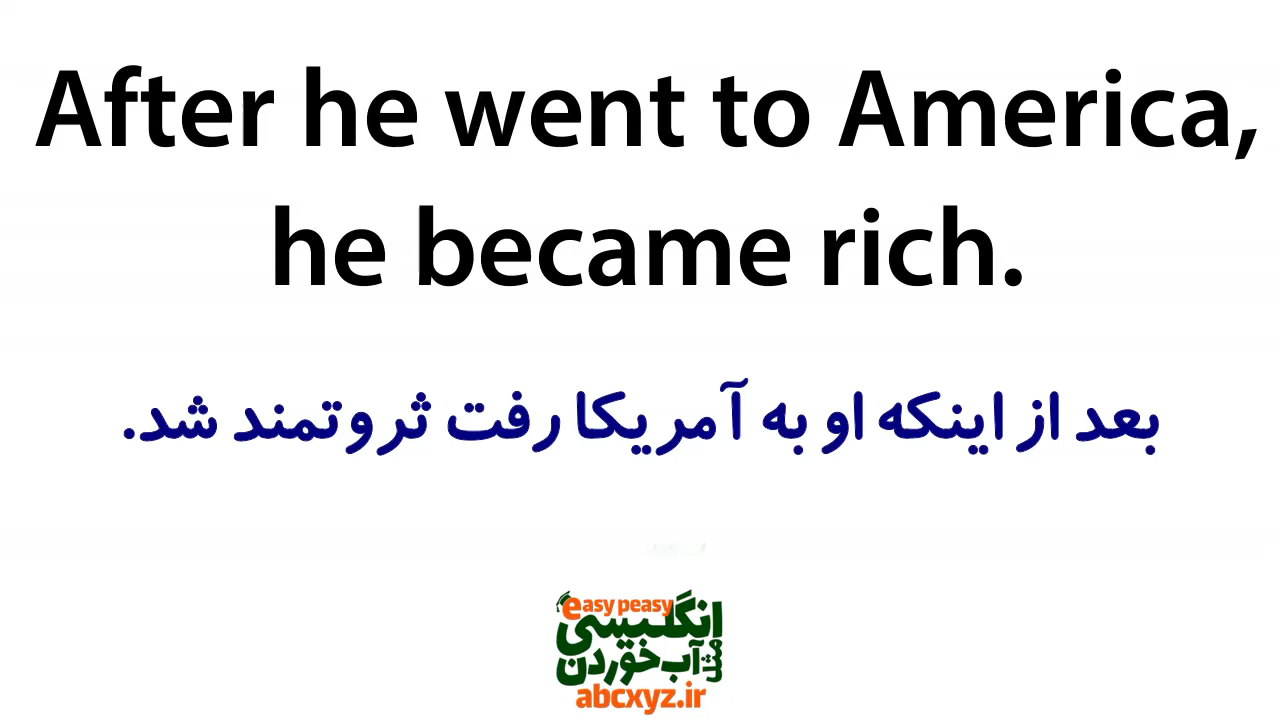 After he went to America,
he became rich.
بعد از اینکه او به آمریکا رفت ثروتمند شد.
easy peasy
انگلیسی
مثل آب خوردن
abcxyz.ir